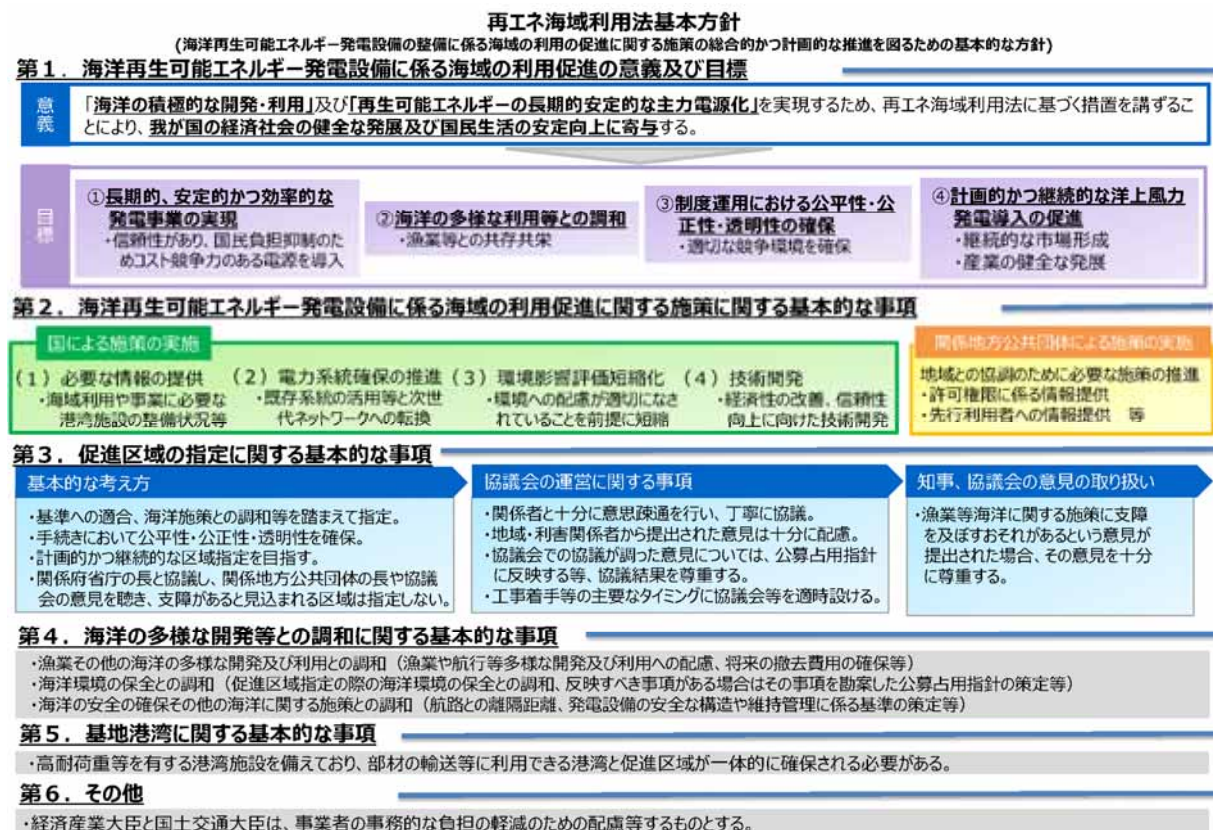 再エネ海域利用法基本方針
(海洋再生可能エネルギー発電設備の整備に係る海域の利用の促進に関する施策の総合的かつ計画的な推進を図るための基本的な方針)
第１．海洋再生可能エネルギー発電設備に係る海域の利用促進の意義及び目標
意義
「海洋の積極的な開発・利用」及び「再生可能エネルギーの長期的安定的な主力電源化」を実現するため、再エネ海域利用法に基づく措置を講ずるこ
とにより、我が国の経済社会の健全な発展及び国民生活の安定向上に寄与する。
目標
①長期的、安定的かつ効率的な
発電事業の実現
・信頼性があり、国民負担抑制のた
めコスト競争力のある電源を導入
②海洋の多様な利用等との調和
・漁業等との共存共栄
③制度運用における公平性・公
正性・透明性の確保
・適切な競争環境を確保
④計画的かつ継続的な洋上風力
発電導入の促進
・継続的な市場形成
・産業の健全な発展
第２．海洋再生可能エネルギー発電設備に係る海域の利用促進に関する施策に関する基本的な事項
国による施策の実施
（１）必要な情報の提供
・海域利用や事業に必要な
港湾施設の整備状況等
（２）電力系統確保の推進
・既存系統の活用等と次世
代ネットワークへの転換
（３）環境影響評価短縮化
・環境への配慮が適切になさ
れていることを前提に短縮
（４）技術開発
・経済性の改善、信頼性
向上に向けた技術開発
関係地方公共団体による施策の実施
地域との協調のために必要な施策の推進
・許可権限に係る情報提供
・先行利用者への情報提供　等
第３．促進区域の指定に関する基本的な事項
基本的な考え方
・基準への適合、海洋施策との調和等を踏まえて指定。
・手続きにおいて公平性・公正性・透明性を確保。
・計画的かつ継続的な区域指定を目指す。
・関係府省庁の長と協議し、関係地方公共団体の長や協議
会の意見を聴き、支障があると見込まれる区域は指定しない。
協議会の運営に関する事項
・関係者と十分に意思疎通を行い、丁寧に協議。
・地域・利害関係者から提出された意見は十分に配慮。
・協議会での協議が調った意見については、公募占用指針
に反映する等、協議結果を尊重する。
・工事着手等の主要なタイミングに協議会等を適時設ける。
知事、協議会の意見の取り扱い
・漁業等海洋に関する施策に支障
を及ぼすおそれがあるという意見が
提出された場合、その意見を十分
に尊重する。
第４．海洋の多様な開発等との調和に関する基本的な事項
・漁業その他の海洋の多様な開発及び利用との調和（漁業や航行等多様な開発及び利用への配慮、将来の撤去費用の確保等）
・海洋環境の保全との調和（促進区域指定の際の海洋環境の保全との調和、反映すべき事項がある場合はその事項を勘案した公募占用指針の策定等）
・海洋の安全の確保その他の海洋に関する施策との調和（航路との離隔距離、発電設備の安全な構造や維持管理に係る基準の策定等）
第５．基地港湾に関する基本的な事項
・高耐荷重等を有する港湾施設を備えており、部材の輸送等に利用できる港湾と促進区域が一体的に確保される必要がある。
第６．その他
・経済産業大臣と国土交通大臣は、事業者の事務的な負担の軽減のための配慮等するものとする。